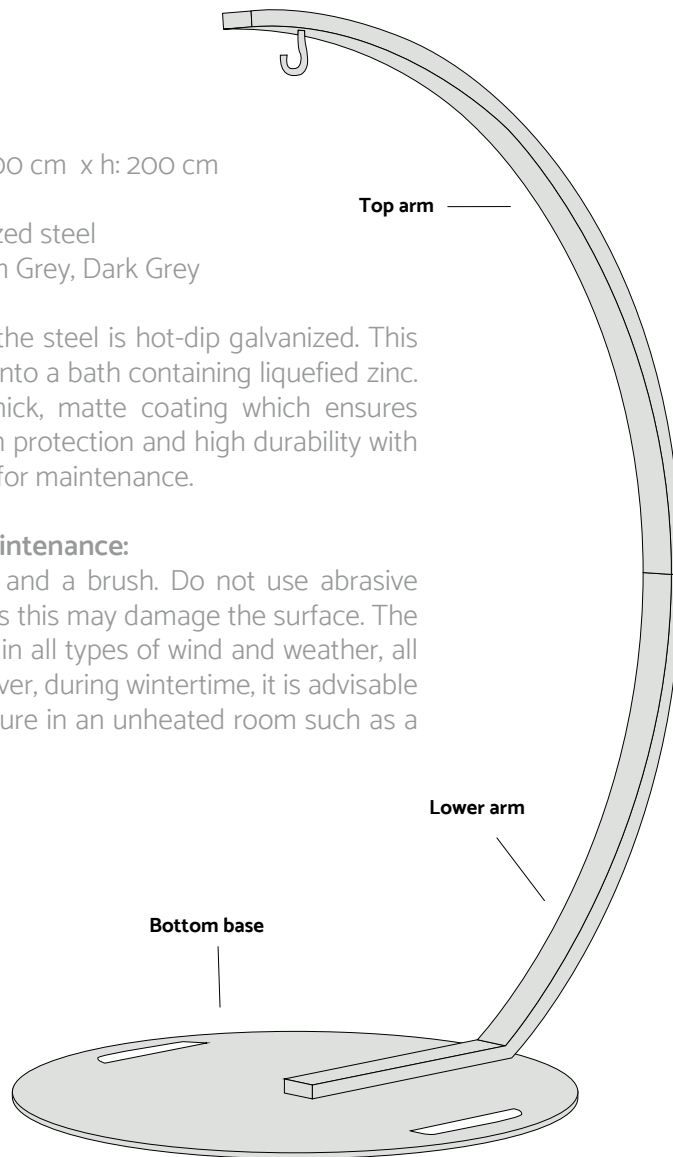 00 cm x h: 200 cm
Top arm
zed steel
n Grey, Dark Grey
the steel is hot-dip galvanized. This
nto a bath containing liquefied zinc.
hick, matte coating which ensures
n protection and high durability with
for maintenance.
intenance:
and a brush. Do not use abrasive
s this may damage the surface. The
in all types of wind and weather, all
ver, during wintertime, it is advisable
ure in an unheated room such as a
Lower arm
Bottom base